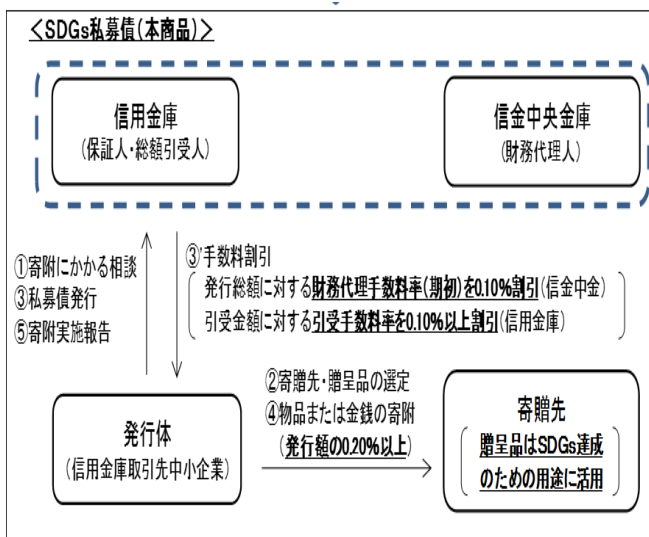 <SDGs私募債(本商品)>
信用金庫
(保証人・総額引受人)
信金中央金庫
(財務代理人)
①寄附にかかる相談
③私募債発行
⑤寄附実施報告
③'手数料割引
発行総額に対する財務代理手数料率(期初)を0.10%割引(信金中金)
引受金額に対する引受手数料率を0.10%以上割引(信用金庫)
発行体
(信用金庫取引先中小企業)
②寄贈先・贈呈品の選定
④物品または金銭の寄附
(発行額の0.20%以上)
寄贈先
贈呈品はSDGs達成
のための用途に活用